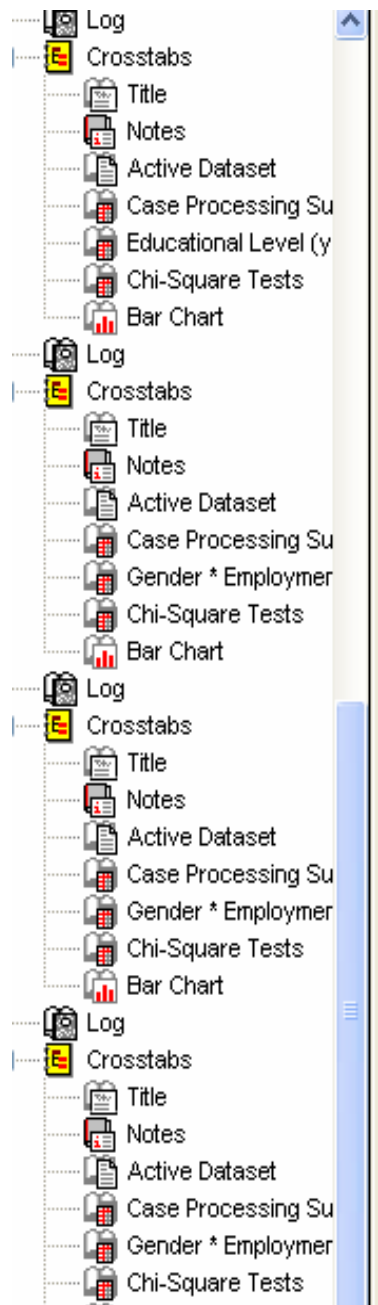 Log
Crosstabs
Title
Notes
Active Dataset
Case Processing Su
Educational Level (y
Chi-Square Tests
Bar Chart
Log
Crosstabs
Title
Notes
Active Dataset
Case Processing Su
Gender * Employmer
Chi-Square Tests
Bar Chart
Log
Crosstabs
Title
Notes
Active Dataset
Case Processing Su
Gender * Employmer
Chi-Square Tests
Bar Chart
Log
Crosstabs
Title
Notes
Active Dataset
Case Processing Su
Gender * Employmer
Chi-Square Tests